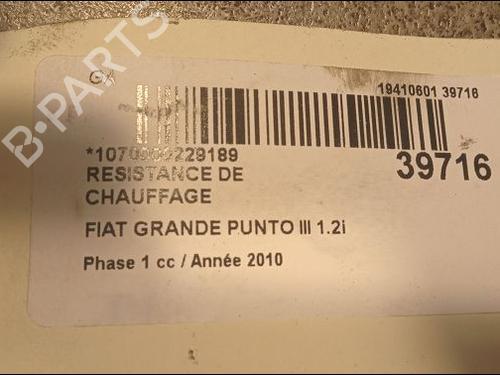 B-PARTS
GX
19410601 39716
39716
RESISTANCE DE
CHAUFFAGE
FIAT GRANDE PUNTO III 1.2i
Phase 1 cc / Année 2010